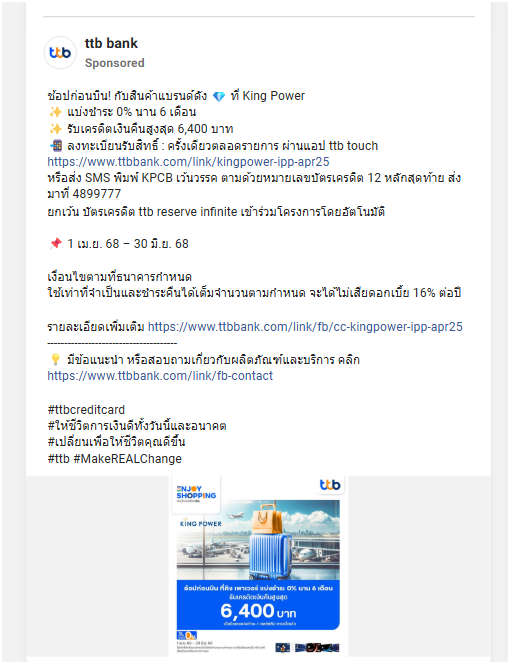 ttb bank
Sponsored
ttb
ช้อปก่อนบิน! กับสินค้าแบรนด์ดัง 💎 ที่ King Power
✨ แบ่งชำระ 0% นาน 6 เดือน
✨ รับเครดิตเงินคืนสูงสุด 6,400 บาท
📲 ลงทะเบียนรับสิทธิ์ : ครั้งเดียวตลอดรายการ ผ่านแอป ttb touch
https://www.ttbbank.com/link/kingpower-ipp-apr25
หรือส่ง SMS พิมพ์ KPCB เว้นวรรค ตามด้วยหมายเลขบัตรเครดิต 12 หลักสุดท้าย ส่ง
มาที่ 4899777
ยกเว้น บัตรเครดิต ttb reserve infinite เข้าร่วมโครงการโดยอัตโนมัติ
📌 1 เม.ย. 68 – 30 มิ.ย. 68
เงื่อนไขตามที่ธนาคารกำหนด
ใช้เท่าที่จำเป็นและชำระคืนได้เต็มจำนวนตามกำหนด จะได้ไม่เสียดอกเบี้ย 16% ต่อปี
รายละเอียดเพิ่มเติม https://www.ttbbank.com/link/fb/cc-kingpower-ipp-apr25
-------------------------------------
💡 มีข้อแนะนำ หรือสอบถามเกี่ยวกับผลิตภัณฑ์และบริการ คลิก
https://www.ttbbank.com/link/fb-contact
#ttbcreditcard
#ให้ชีวิตการเงินดีทั้งวันนี้และอนาคต
#เปลี่ยนเพื่อให้ชีวิตคุณดีขึ้น
#ttb #MakeREALChange
ENJOY
SHOPPING
ttb
KING POWER
ช้อปก่อนบิน ที่คิง เพาเวอร์ แบ่งชำระ 0% นาน 6 เดือน
รับเครดิตเงินคืนสูงสุด
6,400 บาท